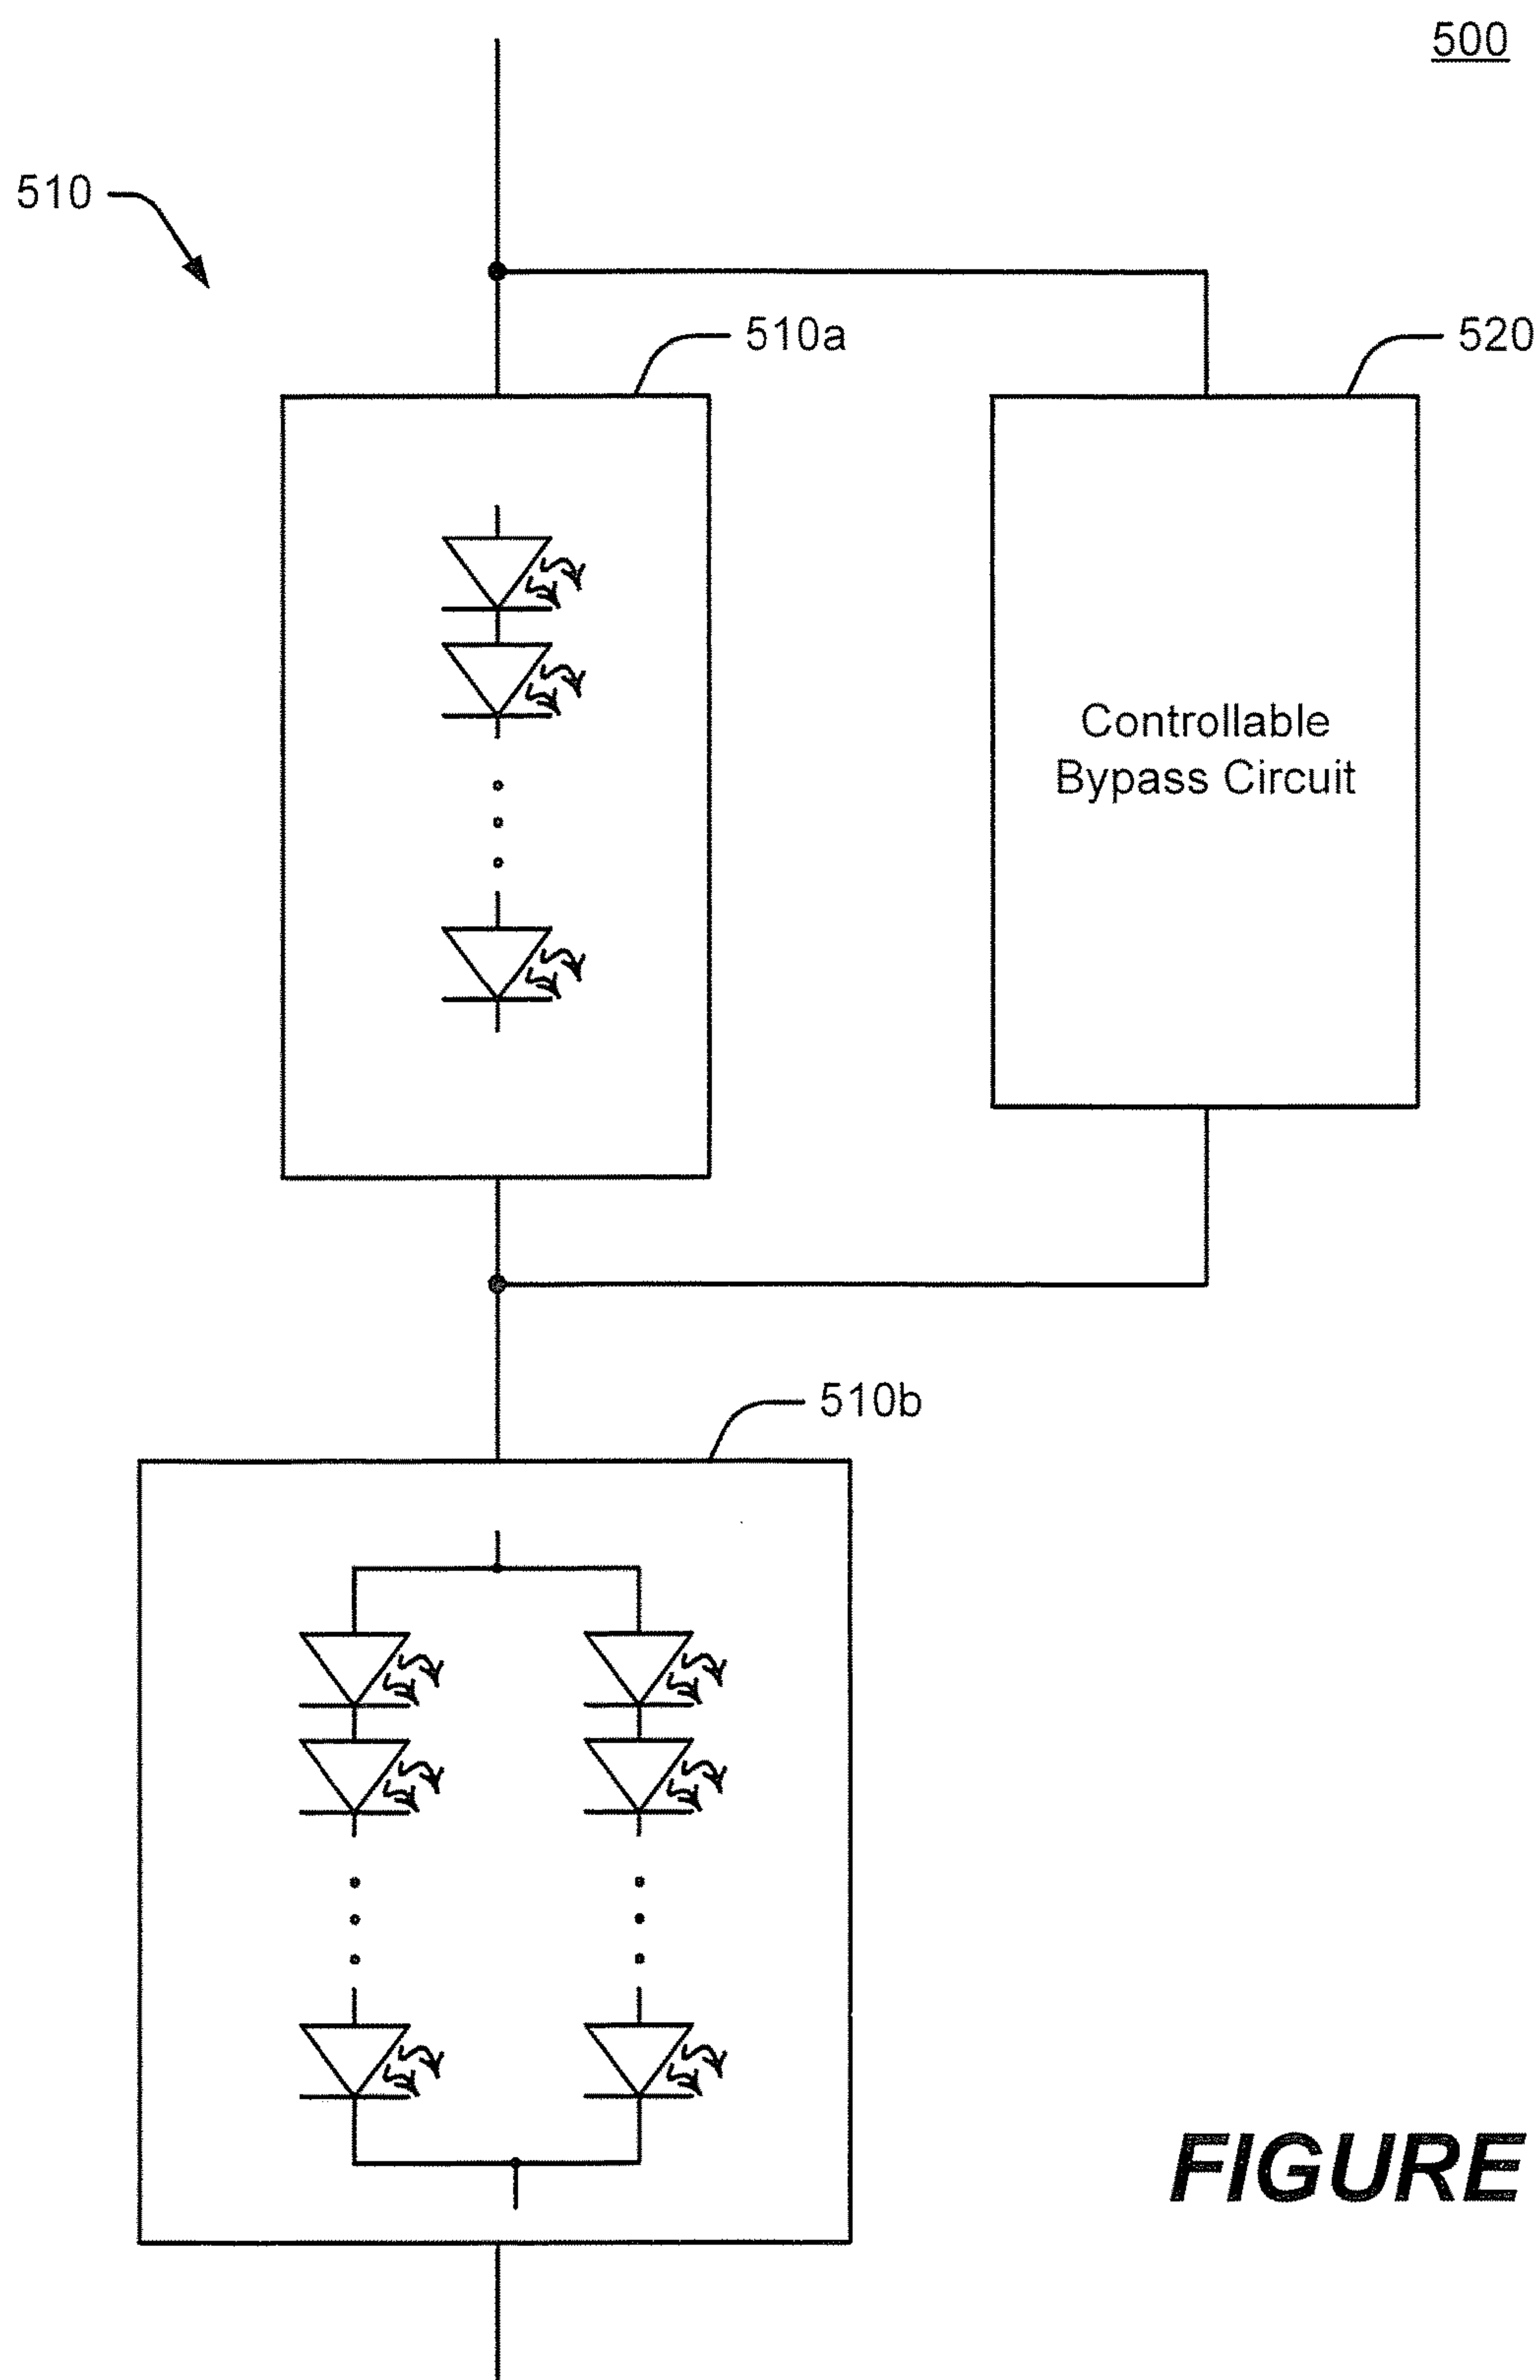 500
510
510a
520
Controllable
Bypass Circuit
510b
FIGURE